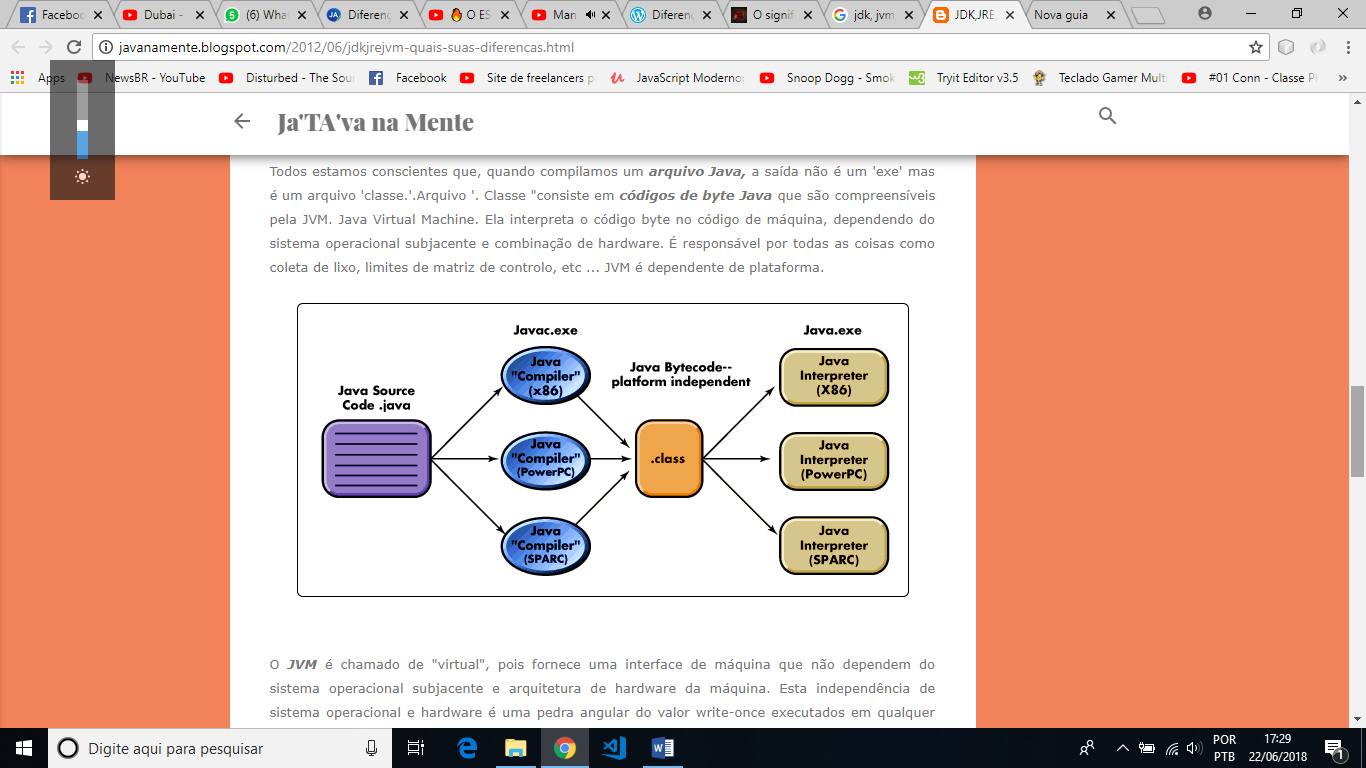 Faceboo
Dubai -
(6) What
Diferenç
O ES
Man
Diferenç
O signif
jdk, jvm
JDK,JRE,
Nova guia
javanamente.blogspot.com/2012/06/jdkjrejvm-quais-suas-diferencas.html
Apps
NewsBR - YouTube
Disturbed - The Sou
Facebook
Site de freelancers p
JavaScript Moderno
Snoop Dogg - Smok
Tryit Editor v3.5
Teclado Gamer Mult
#01 Conn - Classe P
Ja'TA'va na Mente
Todos estamos conscientes que, quando compilamos um arquivo Java, a saída não é um 'exe' mas
é um arquivo 'classe.'.Arquivo '. Classe "consiste em códigos de byte Java que são compreensíveis
pela JVM. Java Virtual Machine. Ela interpreta o código byte no código de máquina, dependendo do
sistema operacional subjacente e combinação de hardware. É responsável por todas as coisas como
coleta de lixo, limites de matriz de controlo, etc ... JVM é dependente de plataforma.
Javac.exe
Java.exe
Java Source
Code .java
Java
"Compiler"
(x86)
Java
"Compiler"
(PowerPC)
Java
"Compiler"
(SPARC)
Java Bytecode--
platform independent
.class
Java
Interpreter
(X86)
Java
Interpreter
(PowerPC)
Java
Interpreter
(SPARC)
O JVM é chamado de "virtual", pois fornece uma interface de máquina que não dependem do
sistema operacional subjacente e arquitetura de hardware da máquina. Esta independência de
sistema operacional e hardware é uma pedra angular do valor write-once executados em qualquer
Digite aqui para pesquisar
POR
PTB
17:29
22/06/2018
1